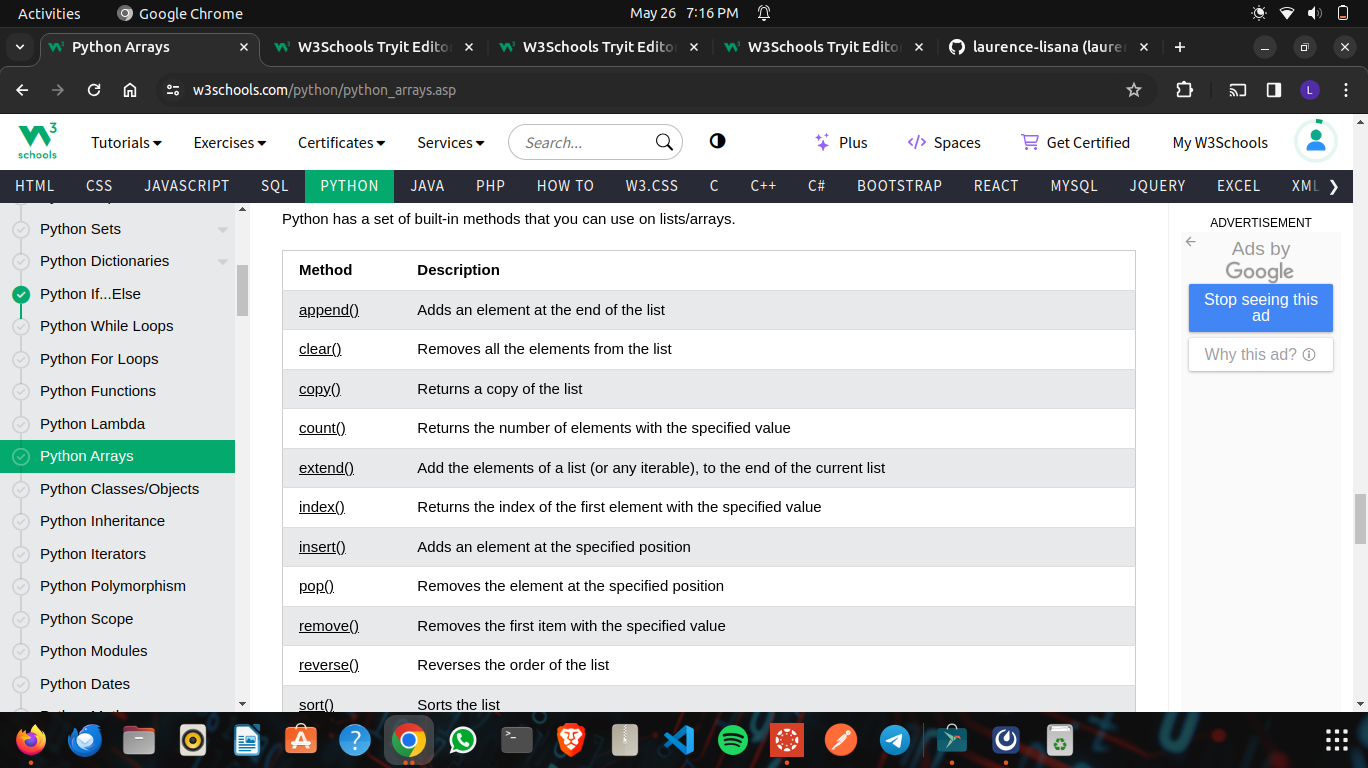 Activities Google Chrome May 26 7:16 PM
Python Arrays W3Schools Tryit Edito W3Schools Tryit Edito W3Schools Tryit Edito laurence-lisana (laure
w3schools.com/python/python_arrays.asp L
W3 schools Tutorials Exercises Certificates Services Search... Plus Spaces Get Certified My W3Schools
HTML CSS JAVASCRIPT SQL PYTHON JAVA PHP HOW TO W3.CSS C C++ C# BOOTSTRAP REACT MYSQL JQUERY EXCEL XML
Python Sets
Python Dictionaries
Python If...Else
Python While Loops
Python For Loops
Python Functions
Python Lambda
Python Arrays
Python Classes/Objects
Python Inheritance
Python Iterators
Python Polymorphism
Python Scope
Python Modules
Python Dates
Python has a set of built-in methods that you can use on lists/arrays.
Method Description
append() Adds an element at the end of the list
clear() Removes all the elements from the list
copy() Returns a copy of the list
count() Returns the number of elements with the specified value
extend() Add the elements of a list (or any iterable), to the end of the current list
index() Returns the index of the first element with the specified value
insert() Adds an element at the specified position
pop() Removes the element at the specified position
remove() Removes the first item with the specified value
reverse() Reverses the order of the list
sort() Sorts the list
ADVERTISEMENT
Ads by
Google
Stop seeing this
ad
Why this ad?